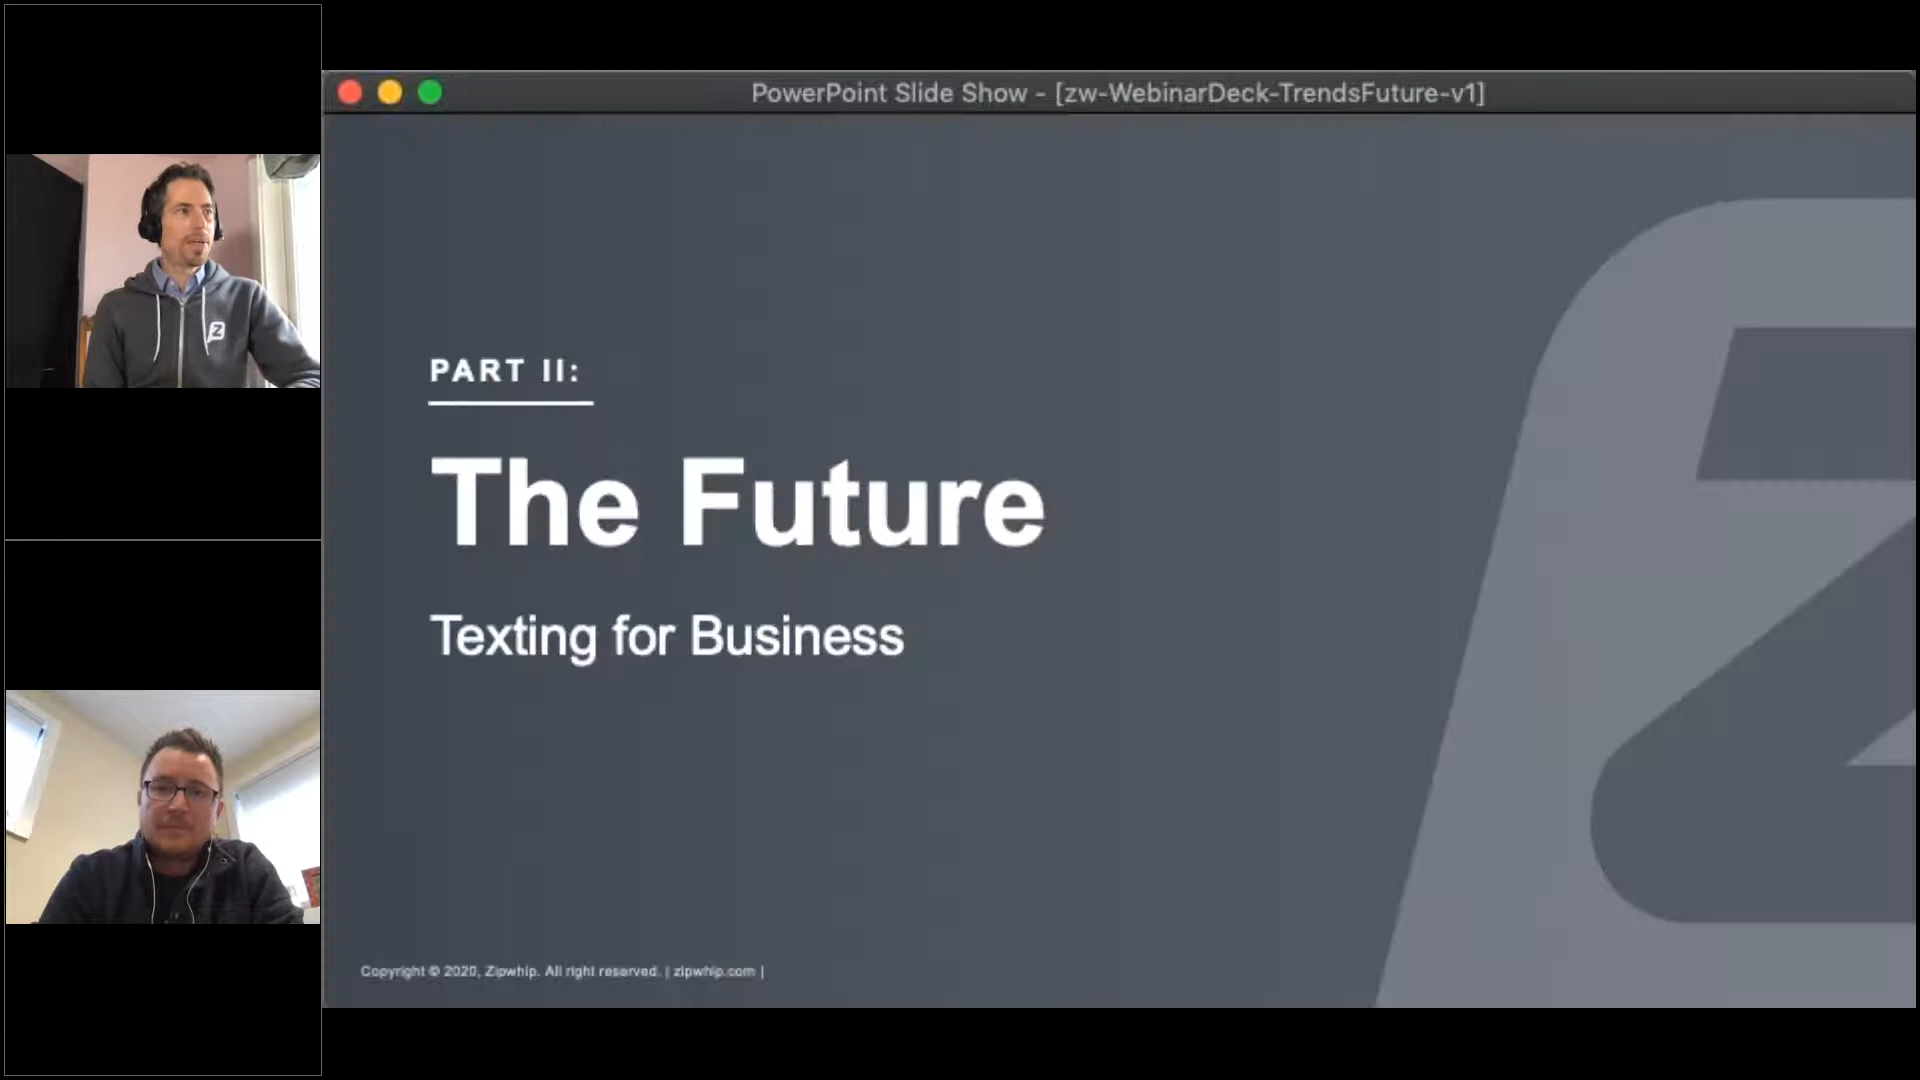 PowerPoint Slide Show - [zw-WebinarDeck-TrendsFuture-v1]
PART II:
The Future
Texting for Business
Copyright © 2020, Zipwhip. All right reserved. | zipwhip.com |
Z